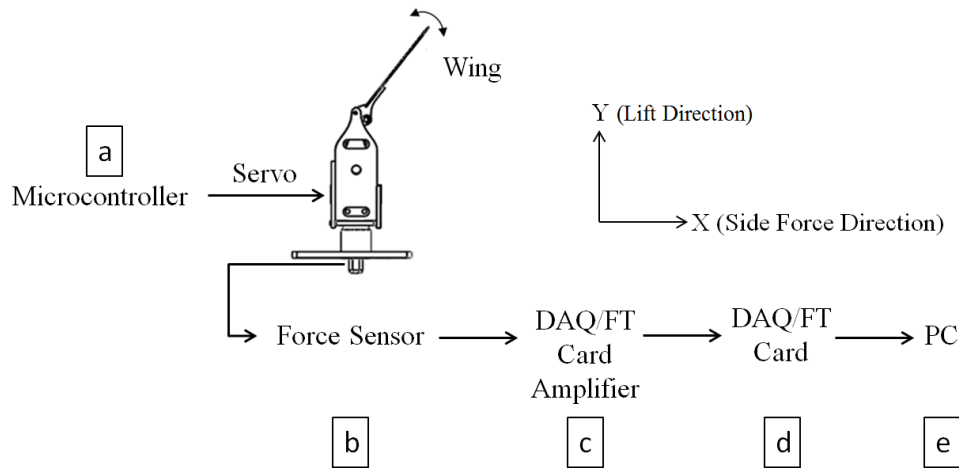 Wing
Y (Lift Direction)
a
Servo
Microcontroller
X (Side Force Direction)
Force Sensor
DAQ/FT
Card
Amplifier
DAQ/FT
Card
PC
b
c
d
e